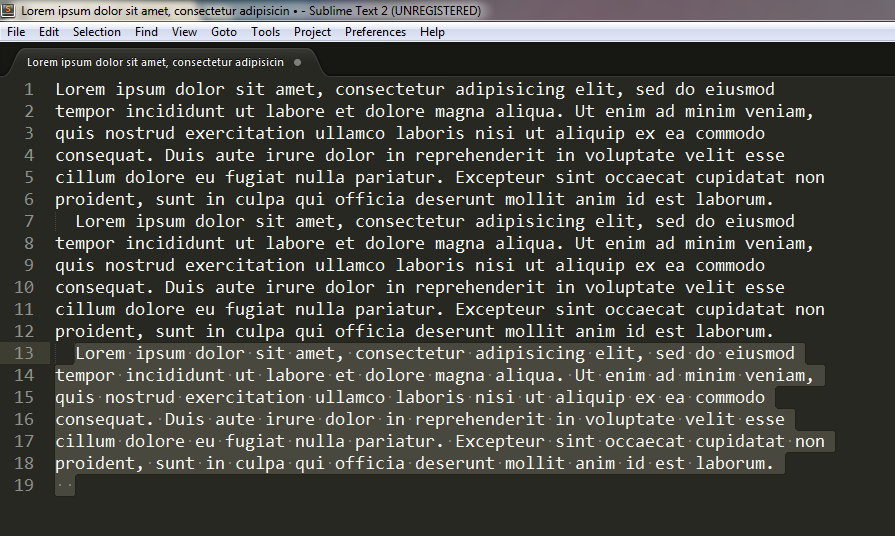 Lorem ipsum dolor sit amet, consectetur adipisicin • - Sublime Text 2 (UNREGISTERED)
File Edit Selection Find View Goto Tools Project Preferences Help
Lorem ipsum dolor sit amet, consectetur adipisicin
1 Lorem ipsum dolor sit amet, consectetur adipisicing elit, sed do eiusmod
2 tempor incididunt ut labore et dolore magna aliqua. Ut enim ad minim veniam,
3 quis nostrud exercitation ullamco laboris nisi ut aliquip ex ea commodo
4 consequat. Duis aute irure dolor in reprehenderit in voluptate velit esse
5 cillum dolore eu fugiat nulla pariatur. Excepteur sint occaecat cupidatat non
6 proident, sunt in culpa qui officia deserunt mollit anim id est laborum.
7 Lorem ipsum dolor sit amet, consectetur adipisicing elit, sed do eiusmod
8 tempor incididunt ut labore et dolore magna aliqua. Ut enim ad minim veniam,
9 quis nostrud exercitation ullamco laboris nisi ut aliquip ex ea commodo
10 consequat. Duis aute irure dolor in reprehenderit in voluptate velit esse
11 cillum dolore eu fugiat nulla pariatur. Excepteur sint occaecat cupidatat non
12 proident, sunt in culpa qui officia deserunt mollit anim id est laborum.
13 Lorem ipsum dolor sit amet, consectetur adipisicing elit, sed do eiusmod
14 tempor incididunt ut labore et dolore magna aliqua. Ut enim ad minim veniam,
15 quis nostrud exercitation ullamco laboris nisi ut aliquip ex ea commodo
16 consequat. Duis aute irure dolor in reprehenderit in voluptate velit esse
17 cillum dolore eu fugiat nulla pariatur. Excepteur sint occaecat cupidatat non
18 proident, sunt in culpa qui officia deserunt mollit anim id est laborum.
19